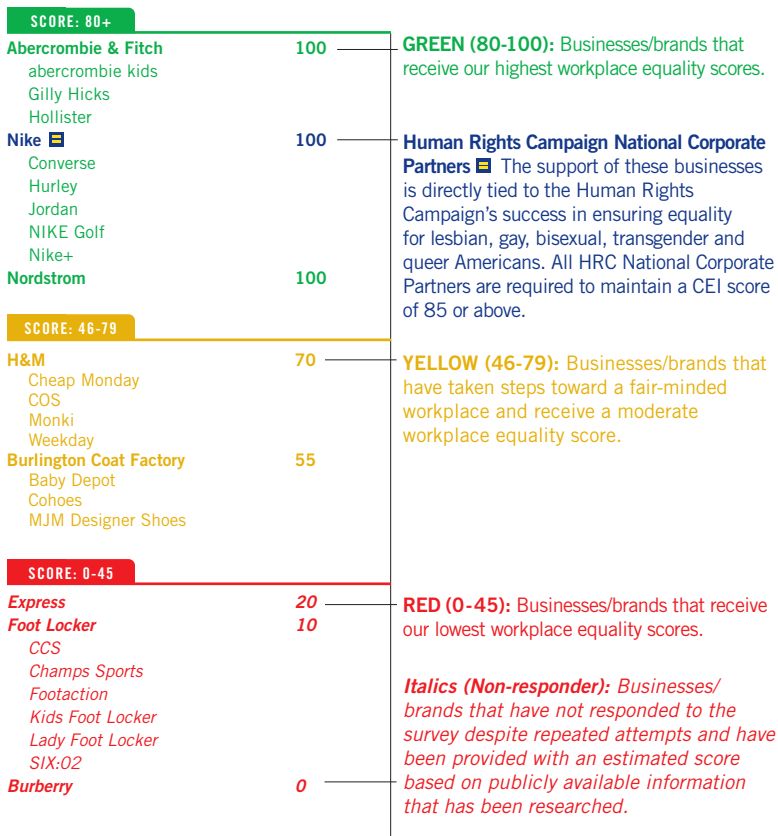 SCORE: 80+
Abercrombie & Fitch 100
abercrombie kids
Gilly Hicks
Hollister
Nike 100
Converse
Hurley
Jordan
NIKE Golf
Nike+
Nordstrom 100
GREEN (80-100): Businesses/brands that
receive our highest workplace equality scores.
Human Rights Campaign National Corporate
Partners The support of these businesses
is directly tied to the Human Rights
Campaign's success in ensuring equality
for lesbian, gay, bisexual, transgender and
queer Americans. All HRC National Corporate
Partners are required to maintain a CEI score
of 85 or above.
SCORE: 46-79
H&M 70
Cheap Monday
COS
Monki
Weekday
Burlington Coat Factory 55
Baby Depot
Cohoes
MJM Designer Shoes
YELLOW (46-79): Businesses/brands that
have taken steps toward a fair-minded
workplace and receive a moderate
workplace equality score.
SCORE: 0-45
Express 20
Foot Locker 10
CCS
Champs Sports
Footaction
Kids Foot Locker
Lady Foot Locker
SIX:02
Burberry 0
RED (0-45): Businesses/brands that receive
our lowest workplace equality scores.
Italics (Non-responder): Businesses/
brands that have not responded to the
survey despite repeated attempts and have
been provided with an estimated score
based on publicly available information
that has been researched.